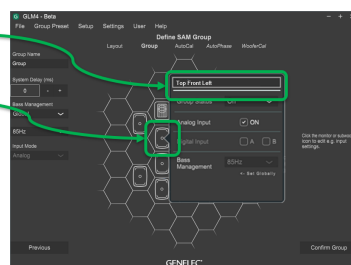 GLM4 - Beta
File Group Preset Setup Settings User Help
Define SAM Group
Layout Group AutoCal AutoPhase WooferCal
Group Name
Group
System Delay (ms)
0 - +
Bass Management
85Hz
Input Mode
Analog
Top Front Left
Group Status On
Analog Input ON
Digital Input A B
Bass
Management 85Hz
<- Set Globally
Click the monitor or subwoofer
icon to edit e.g. input
settings.
Previous
GENELEC
Confirm Group